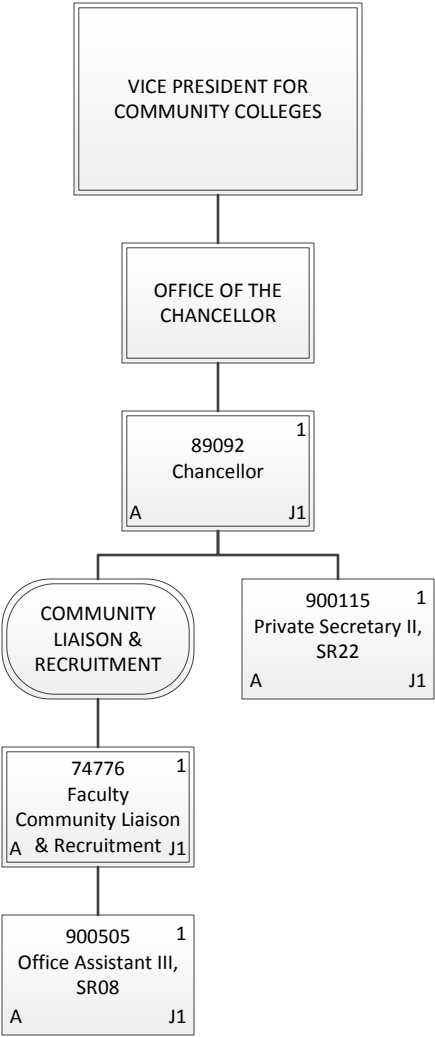 VICE PRESIDENT FOR
COMMUNITY COLLEGES
OFFICE OF THE
CHANCELLOR
89092 1
Chancellor
A J1
COMMUNITY
LIAISON &
RECRUITMENT
900115 1
Private Secretary II,
SR22
A J1
74776 1
Faculty
Community Liaison
& Recruitment
A J1
900505 1
Office Assistant III,
SR08
A J1